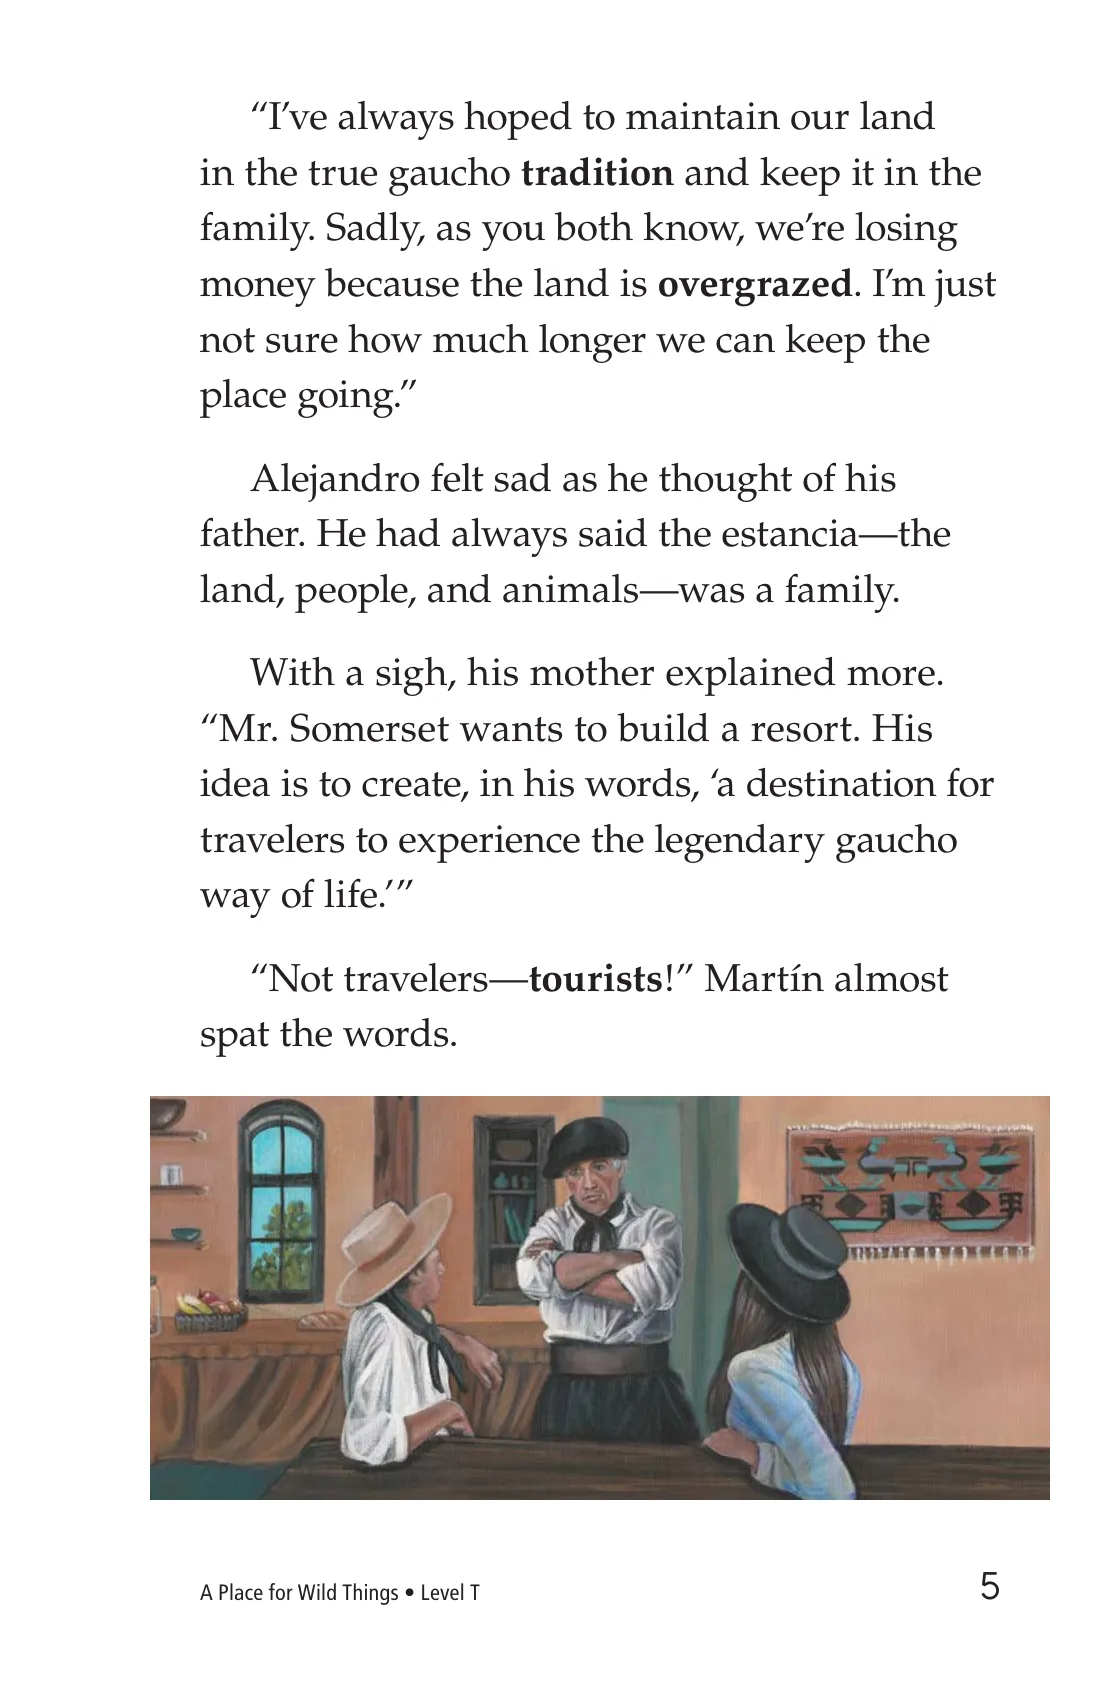 “I’ve always hoped to maintain our land
in the true gaucho tradition and keep it in the
family. Sadly, as you both know, we’re losing
money because the land is overgrazed. I’m just
not sure how much longer we can keep the
place going.”
Alejandro felt sad as he thought of his
father. He had always said the estancia—the
land, people, and animals—was a family.
With a sigh, his mother explained more.
“Mr. Somerset wants to build a resort. His
idea is to create, in his words, ‘a destination for
travelers to experience the legendary gaucho
way of life.’”
“Not travelers—tourists!” Martín almost
spat the words.
A Place for Wild Things • Level T
5